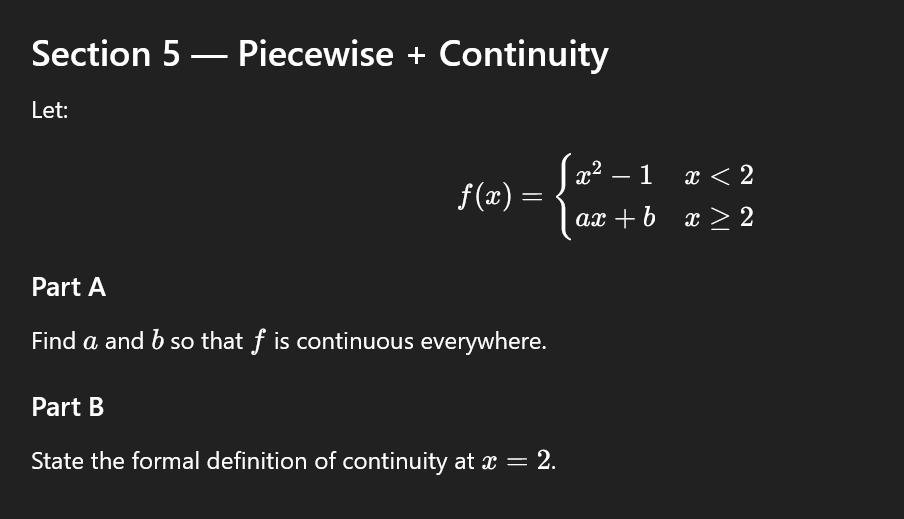 Section 5 — Piecewise + Continuity
Let:
f(x) = { x² − 1 x < 2
ax + b x ≥ 2
Part A
Find a and b so that f is continuous everywhere.
Part B
State the formal definition of continuity at x = 2.